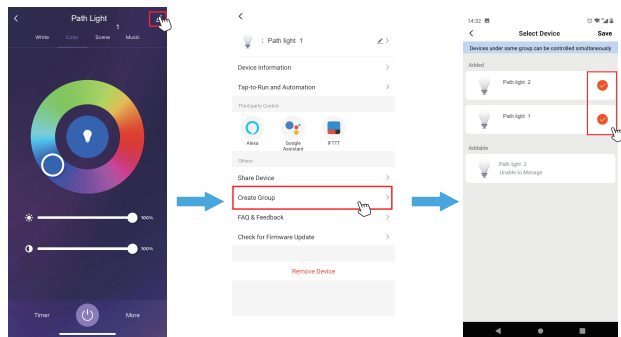 Path Light
1
White
Color
Scene
Music
100%
100%
Timer
More
: Path light 1
Device Information
Tap-to-Run and Automation
Third-party Control
Alexa
Google
Assistant
IFTTT
Others
Share Device
Create Group
FAQ & Feedback
Check for Firmware Update
Remove Device
14:32
Select Device
Save
Devices under same group can be controlled simultaneously
Added
Path light 2
Path light 1
Addable
Path light 2
Unable to Manage